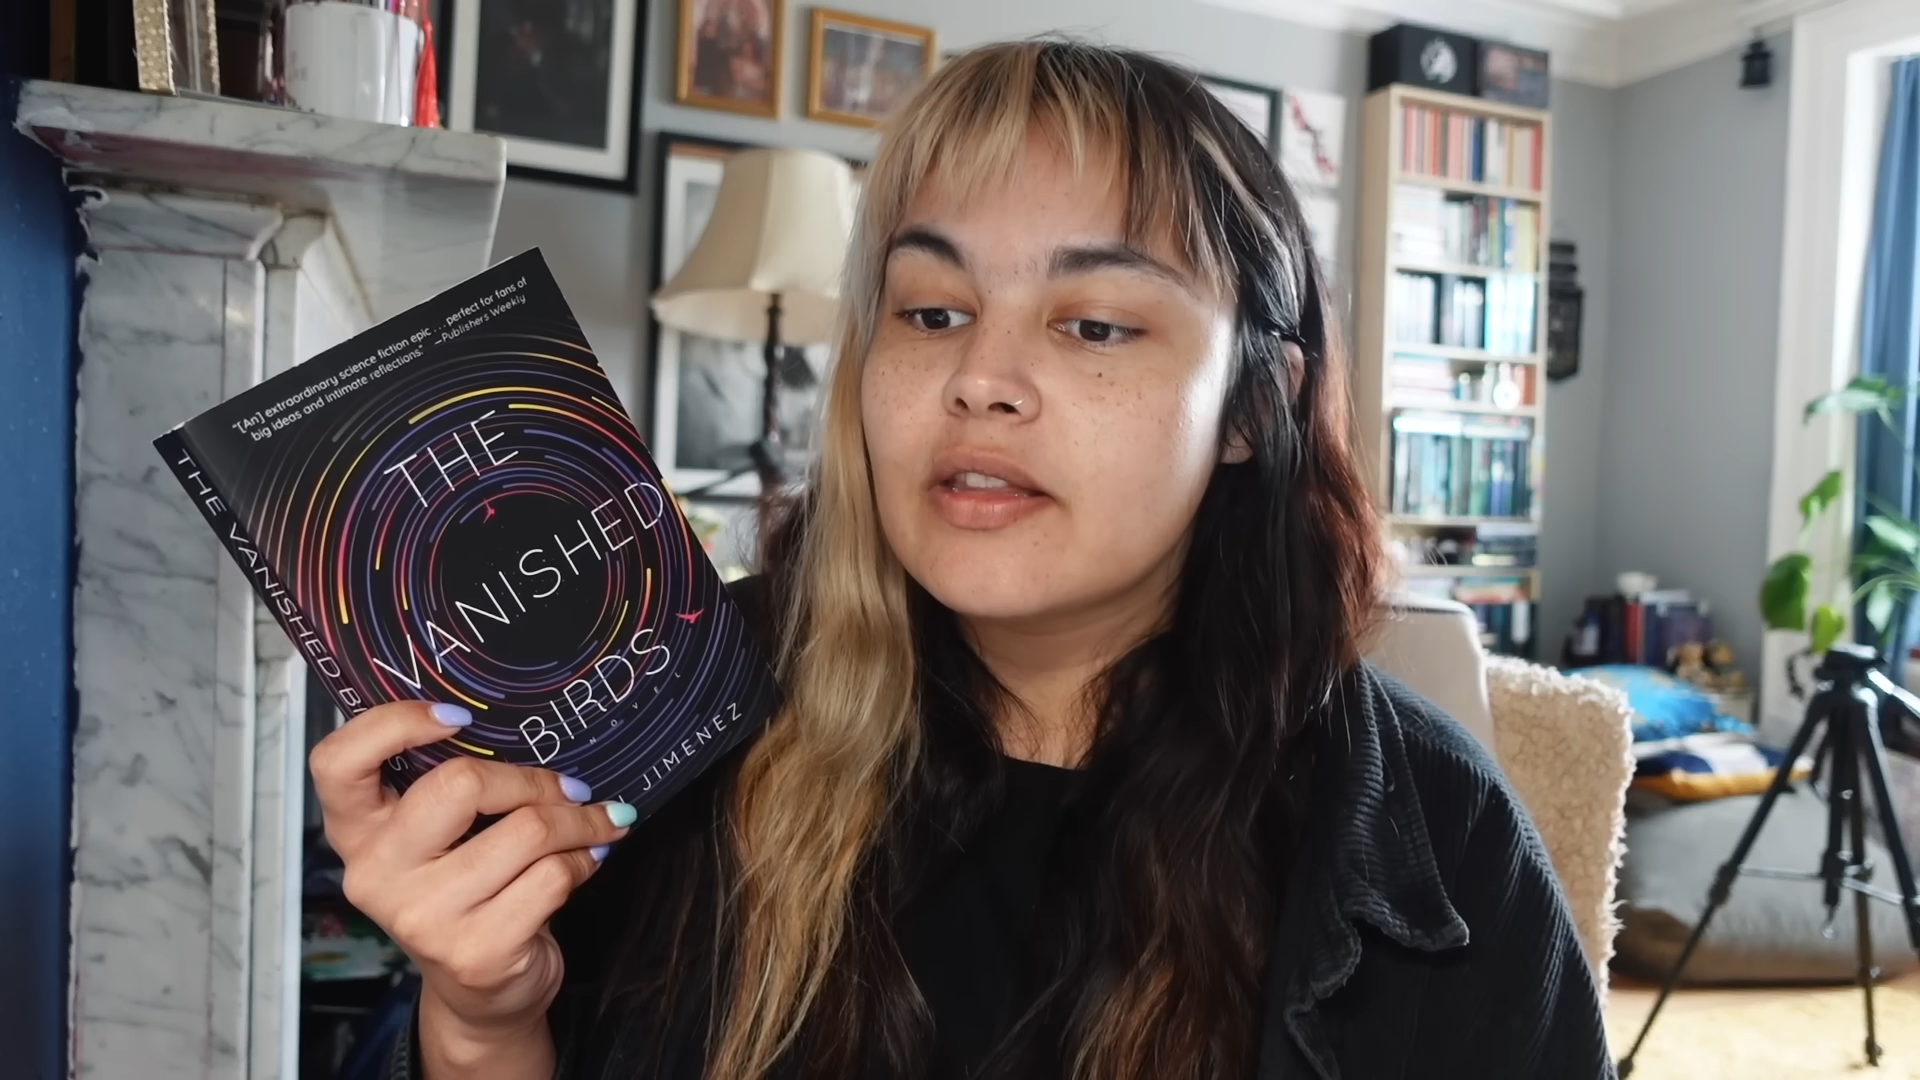 "[An] extraordinary science fiction epic . . . perfect for fans of
big ideas and intimate reflections." —Publishers Weekly
THE
VANISHED
BIRDS
A NOVEL
JIMENEZ
THE VANISHED BI